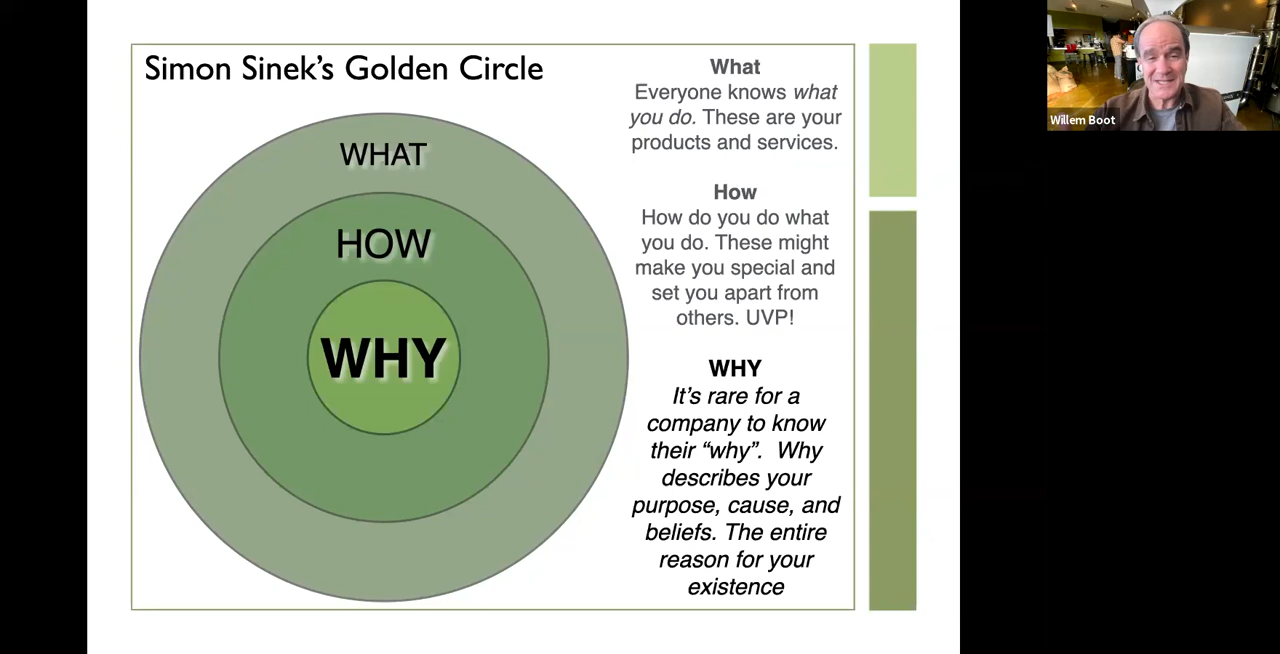 Simon Sinek’s Golden Circle
WHAT
HOW
WHY
What
Everyone knows what
you do. These are your
products and services.
How
How do you do what
you do. These might
make you special and
set you apart from
others. UVP!
WHY
It’s rare for a
company to know
their “why”.  Why
describes your
purpose, cause, and
beliefs. The entire
reason for your
existence
Willem Boot